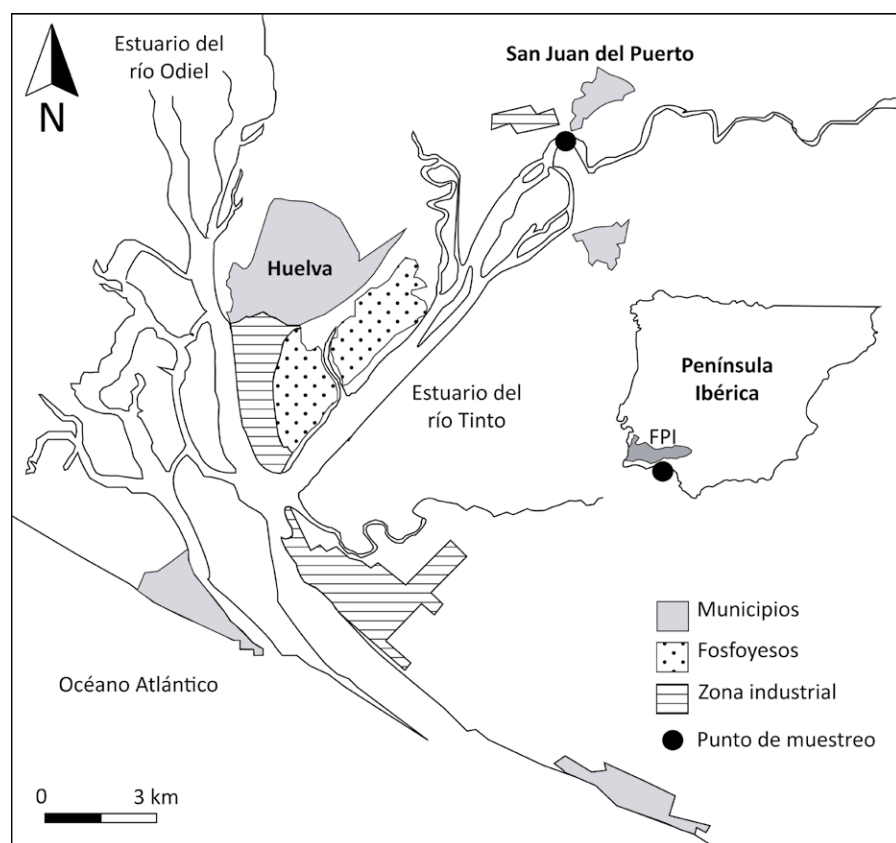 Estuario del
río Odiel
San Juan del Puerto
N
Huelva
Península
Ibérica
Estuario del
río Tinto
FPI
Municipios
Fosfoyesos
Zona industrial
Punto de muestreo
Océano Atlántico
0 3 km